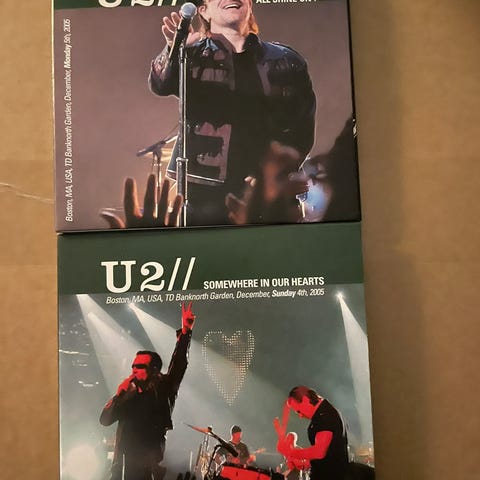 U2//
ALL SHINE ON!
Boston, MA, USA, TD Banknorth Garden, December, Monday 5th, 2005
U2// SOMEWHERE IN OUR HEARTS
Boston, MA, USA, TD Banknorth Garden, December, Sunday 4th, 2005